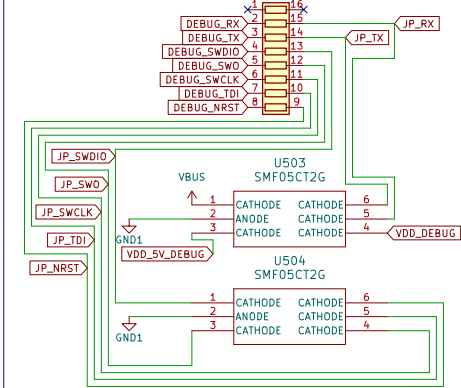 1 16
DEBUG_RX 2 15 JP_RX
DEBUG_TX 3 14 JP_TX
DEBUG_SWDIO 4 13
DEBUG_SWO 5 12
DEBUG_SWCLK 6 11
DEBUG_TDI 7 10
DEBUG_NRST 8 9
JP_SWDIO
JP_SWO
JP_SWCLK
JP_TDI
JP_NRST
VBUS
U503
SMF05CT2G
1 CATHODE CATHODE 6
2 ANODE CATHODE 5
3 CATHODE CATHODE 4
GND1
VDD_5V_DEBUG
VDD_DEBUG
U504
SMF05CT2G
1 CATHODE CATHODE 6
2 ANODE CATHODE 5
3 CATHODE CATHODE 4
GND1